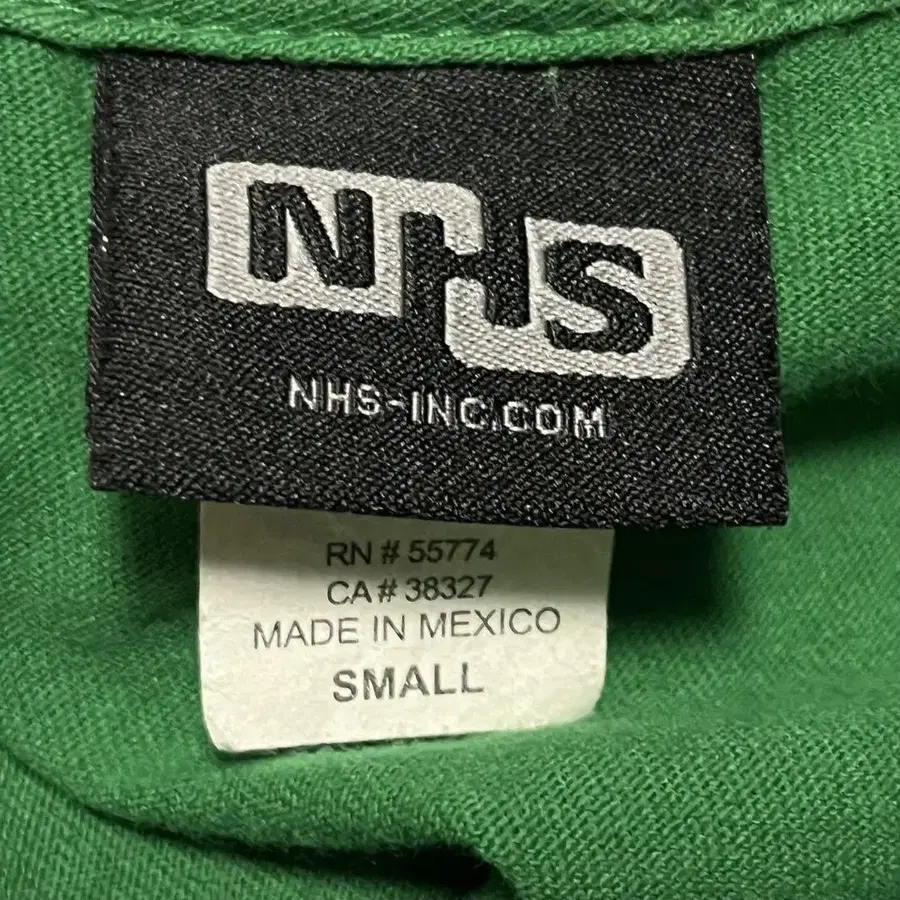 NHS
NHS-INC.COM
RN # 55774
CA # 38327
MADE IN MEXICO
SMALL